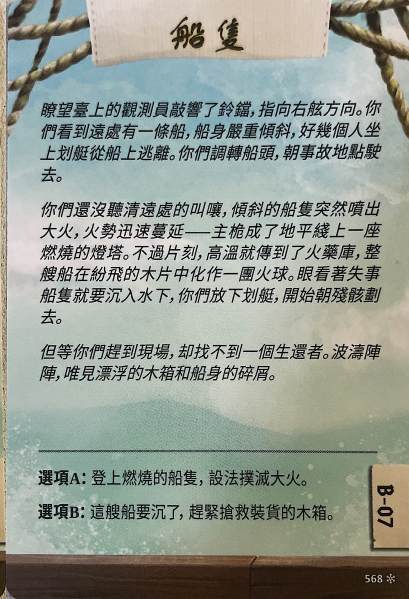 船隻
瞭望臺上的觀測員敲響了鈴鐺，指向右舷方向。你
們看到遠處有一條船，船身嚴重傾斜，好幾個人坐
上划艇從船上逃離。你們調轉船頭，朝事故地點駛
去。
你們還沒聽清遠處的叫嚷，傾斜的船隻突然噴出
大火，火勢迅速蔓延——主桅成了地平綫上一座
燃燒的燈塔。不過片刻，高溫就傳到了火藥庫，整
艘船在紛飛的木片中化作一團火球。眼看著失事
船隻就要沉入水下，你們放下划艇，開始朝殘骸劃
去。
但等你們趕到現場，却找不到一個生還者。波濤陣
陣，唯見漂浮的木箱和船身的碎屑。
選項A：登上燃燒的船隻，設法撲滅大火。
選項B：這艘船要沉了，趕緊搶救裝貨的木箱。
B-07
568